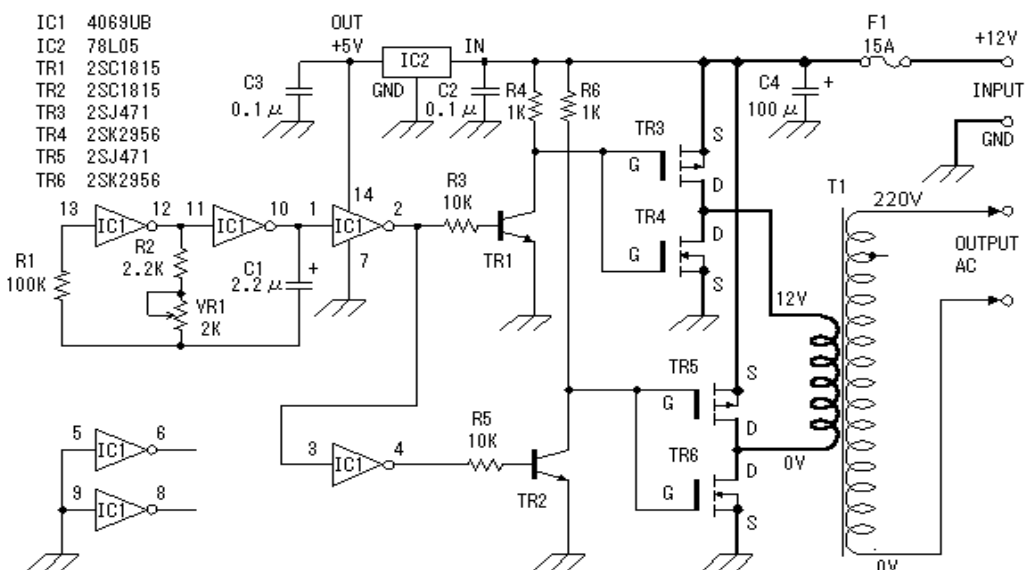 IC1 4069UB
IC2 78L05
TR1 2SC1815
TR2 2SC1815
TR3 2SJ471
TR4 2SK2956
TR5 2SJ471
TR6 2SK2956
OUT
+5V
IC2
IN
GND
C3
0.1μ
C2
0.1μ
R4
1K
R6
1K
C4
100μ
+
F1
15A
+12V
INPUT
GND
TR3
S
G
D
TR4
D
G
S
13
IC1
12
11
IC1
10
1
14
IC1
2
7
R3
10K
TR1
R1
100K
R2
2.2K
VR1
2K
C1
2.2μ
+
T1
220V
OUTPUT
AC
12V
0V
0V
TR5
S
G
D
TR6
D
G
S
3
IC1
4
R5
10K
TR2
5
IC1
6
9
IC1
8